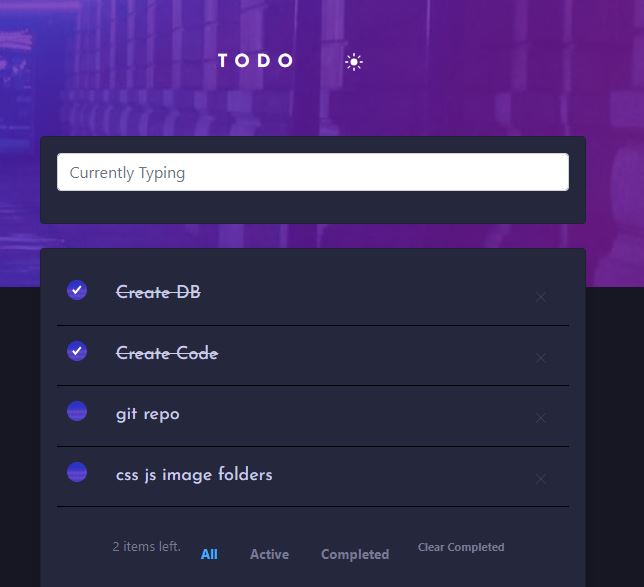 TODO
Currently Typing
Create DB
Create Code
git repo
css js image folders
2 items left. All Active Completed Clear Completed